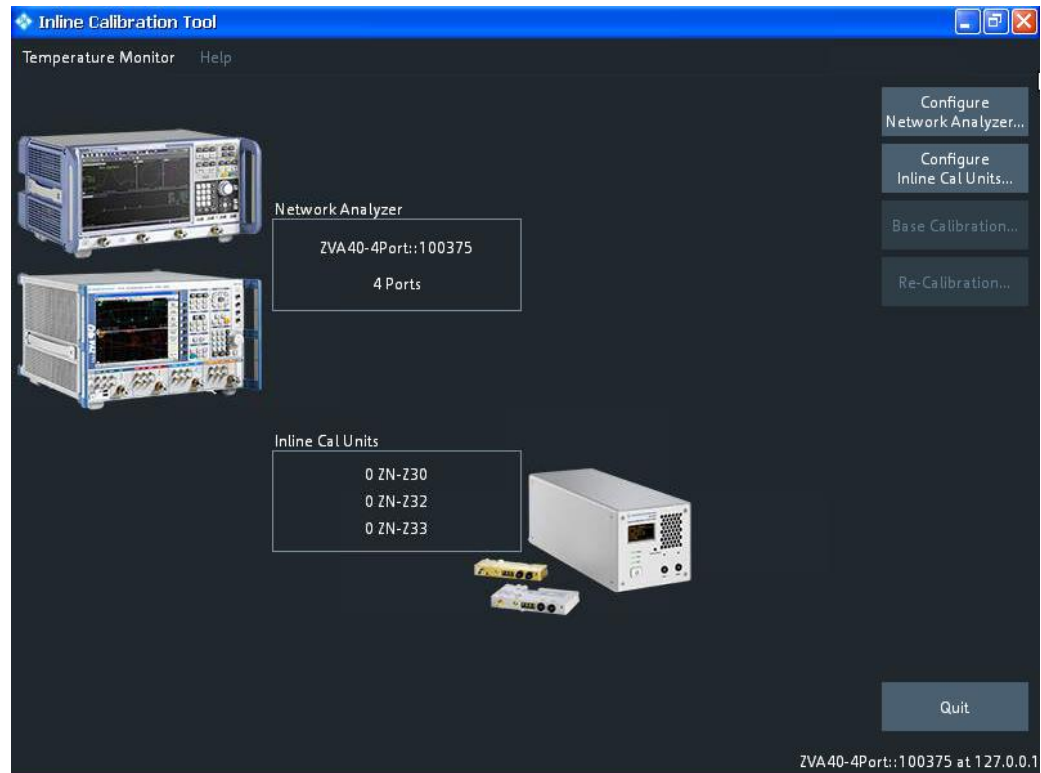 Inline Calibration Tool
Temperature Monitor Help
Configure
Network Analyzer...
Configure
Inline Cal Units...
Base Calibration...
Re-Calibration...
Network Analyzer
ZVA40-4Port::100375
4 Ports
Inline Cal Units
0 ZN-Z30
0 ZN-Z32
0 ZN-Z33
Quit
ZVA40-4Port::100375 at 127.0.0.1